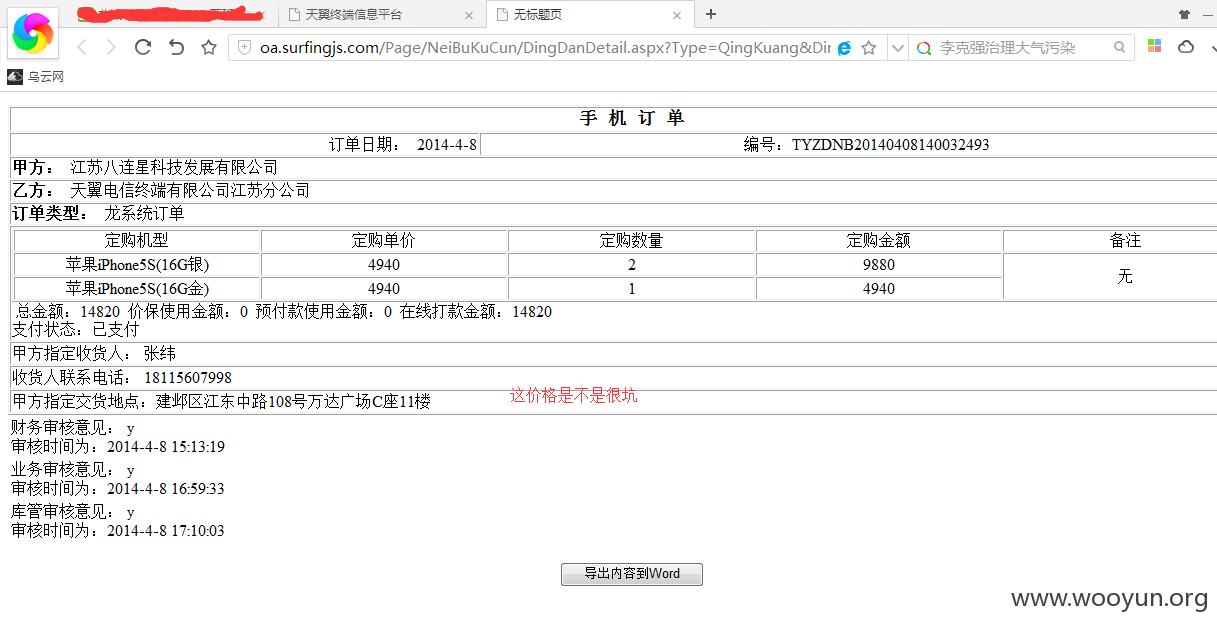 天翼终端信息平台
无标题页
oa.surfingjs.com/Page/NeiBuKuCun/DingDanDetail.aspx?Type=QingKuang&Dir
李克强治理大气污染
乌云网
手 机 订 单
订单日期： 2014-4-8
编号：TYZDNB20140408140032493
甲方： 江苏八连星科技发展有限公司
乙方： 天翼电信终端有限公司江苏分公司
订单类型： 龙系统订单
定购机型 定购单价 定购数量 定购金额 备注
苹果iPhone5S(16G银) 4940 2 9880 无
苹果iPhone5S(16G金) 4940 1 4940
总金额：14820 价保使用金额：0 预付款使用金额：0 在线打款金额：14820
支付状态：已支付
甲方指定收货人： 张纬
收货人联系电话： 18115607998
甲方指定交货地点：建邺区江东中路108号万达广场C座11楼
这价格是不是很坑
财务审核意见： y
审核时间为：2014-4-8 15:13:19
业务审核意见： y
审核时间为：2014-4-8 16:59:33
库管审核意见： y
审核时间为：2014-4-8 17:10:03
导出内容到Word
www.wooyun.org